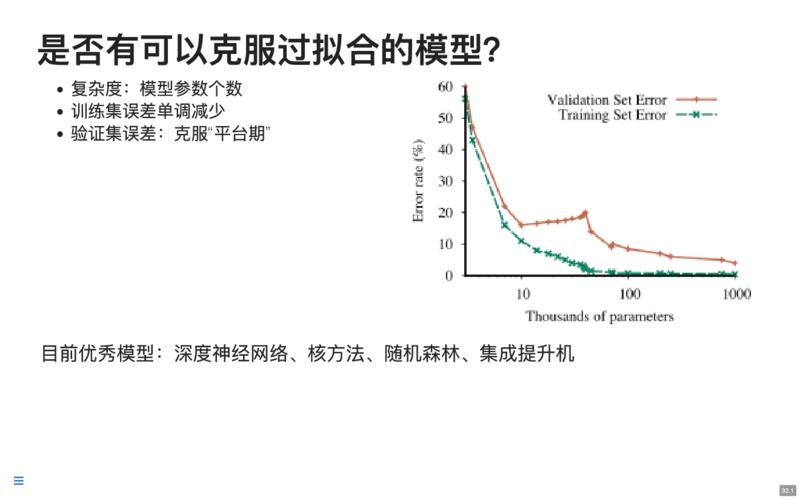 是否有可以克服过拟合的模型？
复杂度：模型参数个数
训练集误差单调减少
验证集误差：克服“平台期”
Validation Set Error
Training Set Error
Error rate (%)
60
50
40
30
20
10
0
10
100
1000
Thousands of parameters
目前优秀模型：深度神经网络、核方法、随机森林、集成提升机
32.1